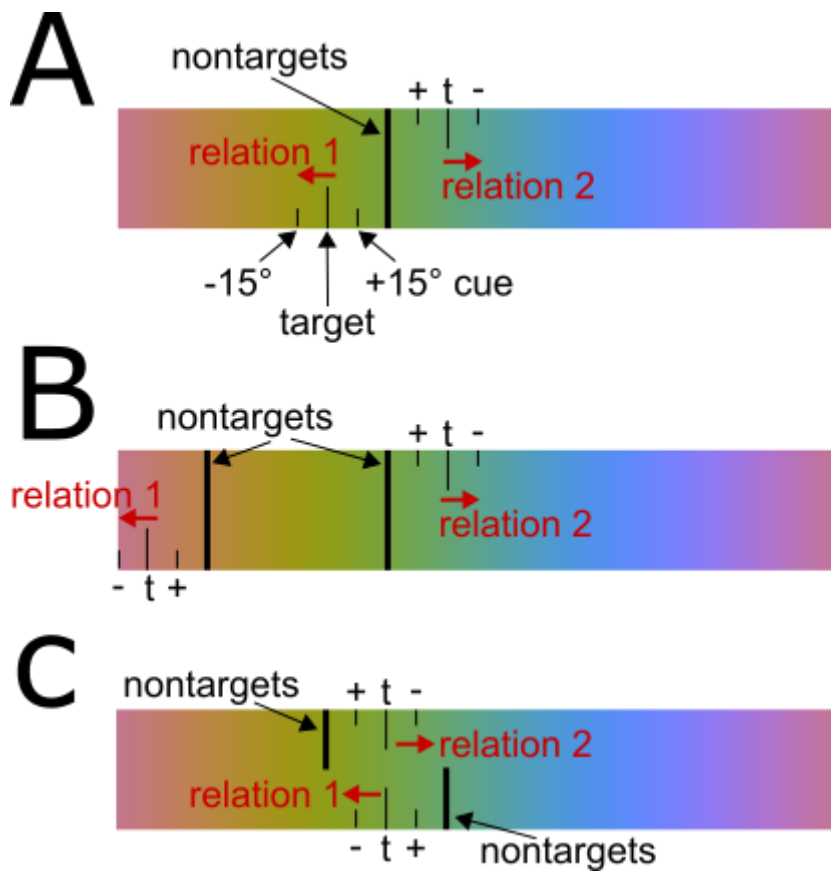 A
nontargets
+ t -
relation 1
relation 2
-15°
+15° cue
target
B
nontargets
+ t -
relation 1
relation 2
- t +
C
nontargets
+ t -
relation 2
relation 1
- t +
nontargets